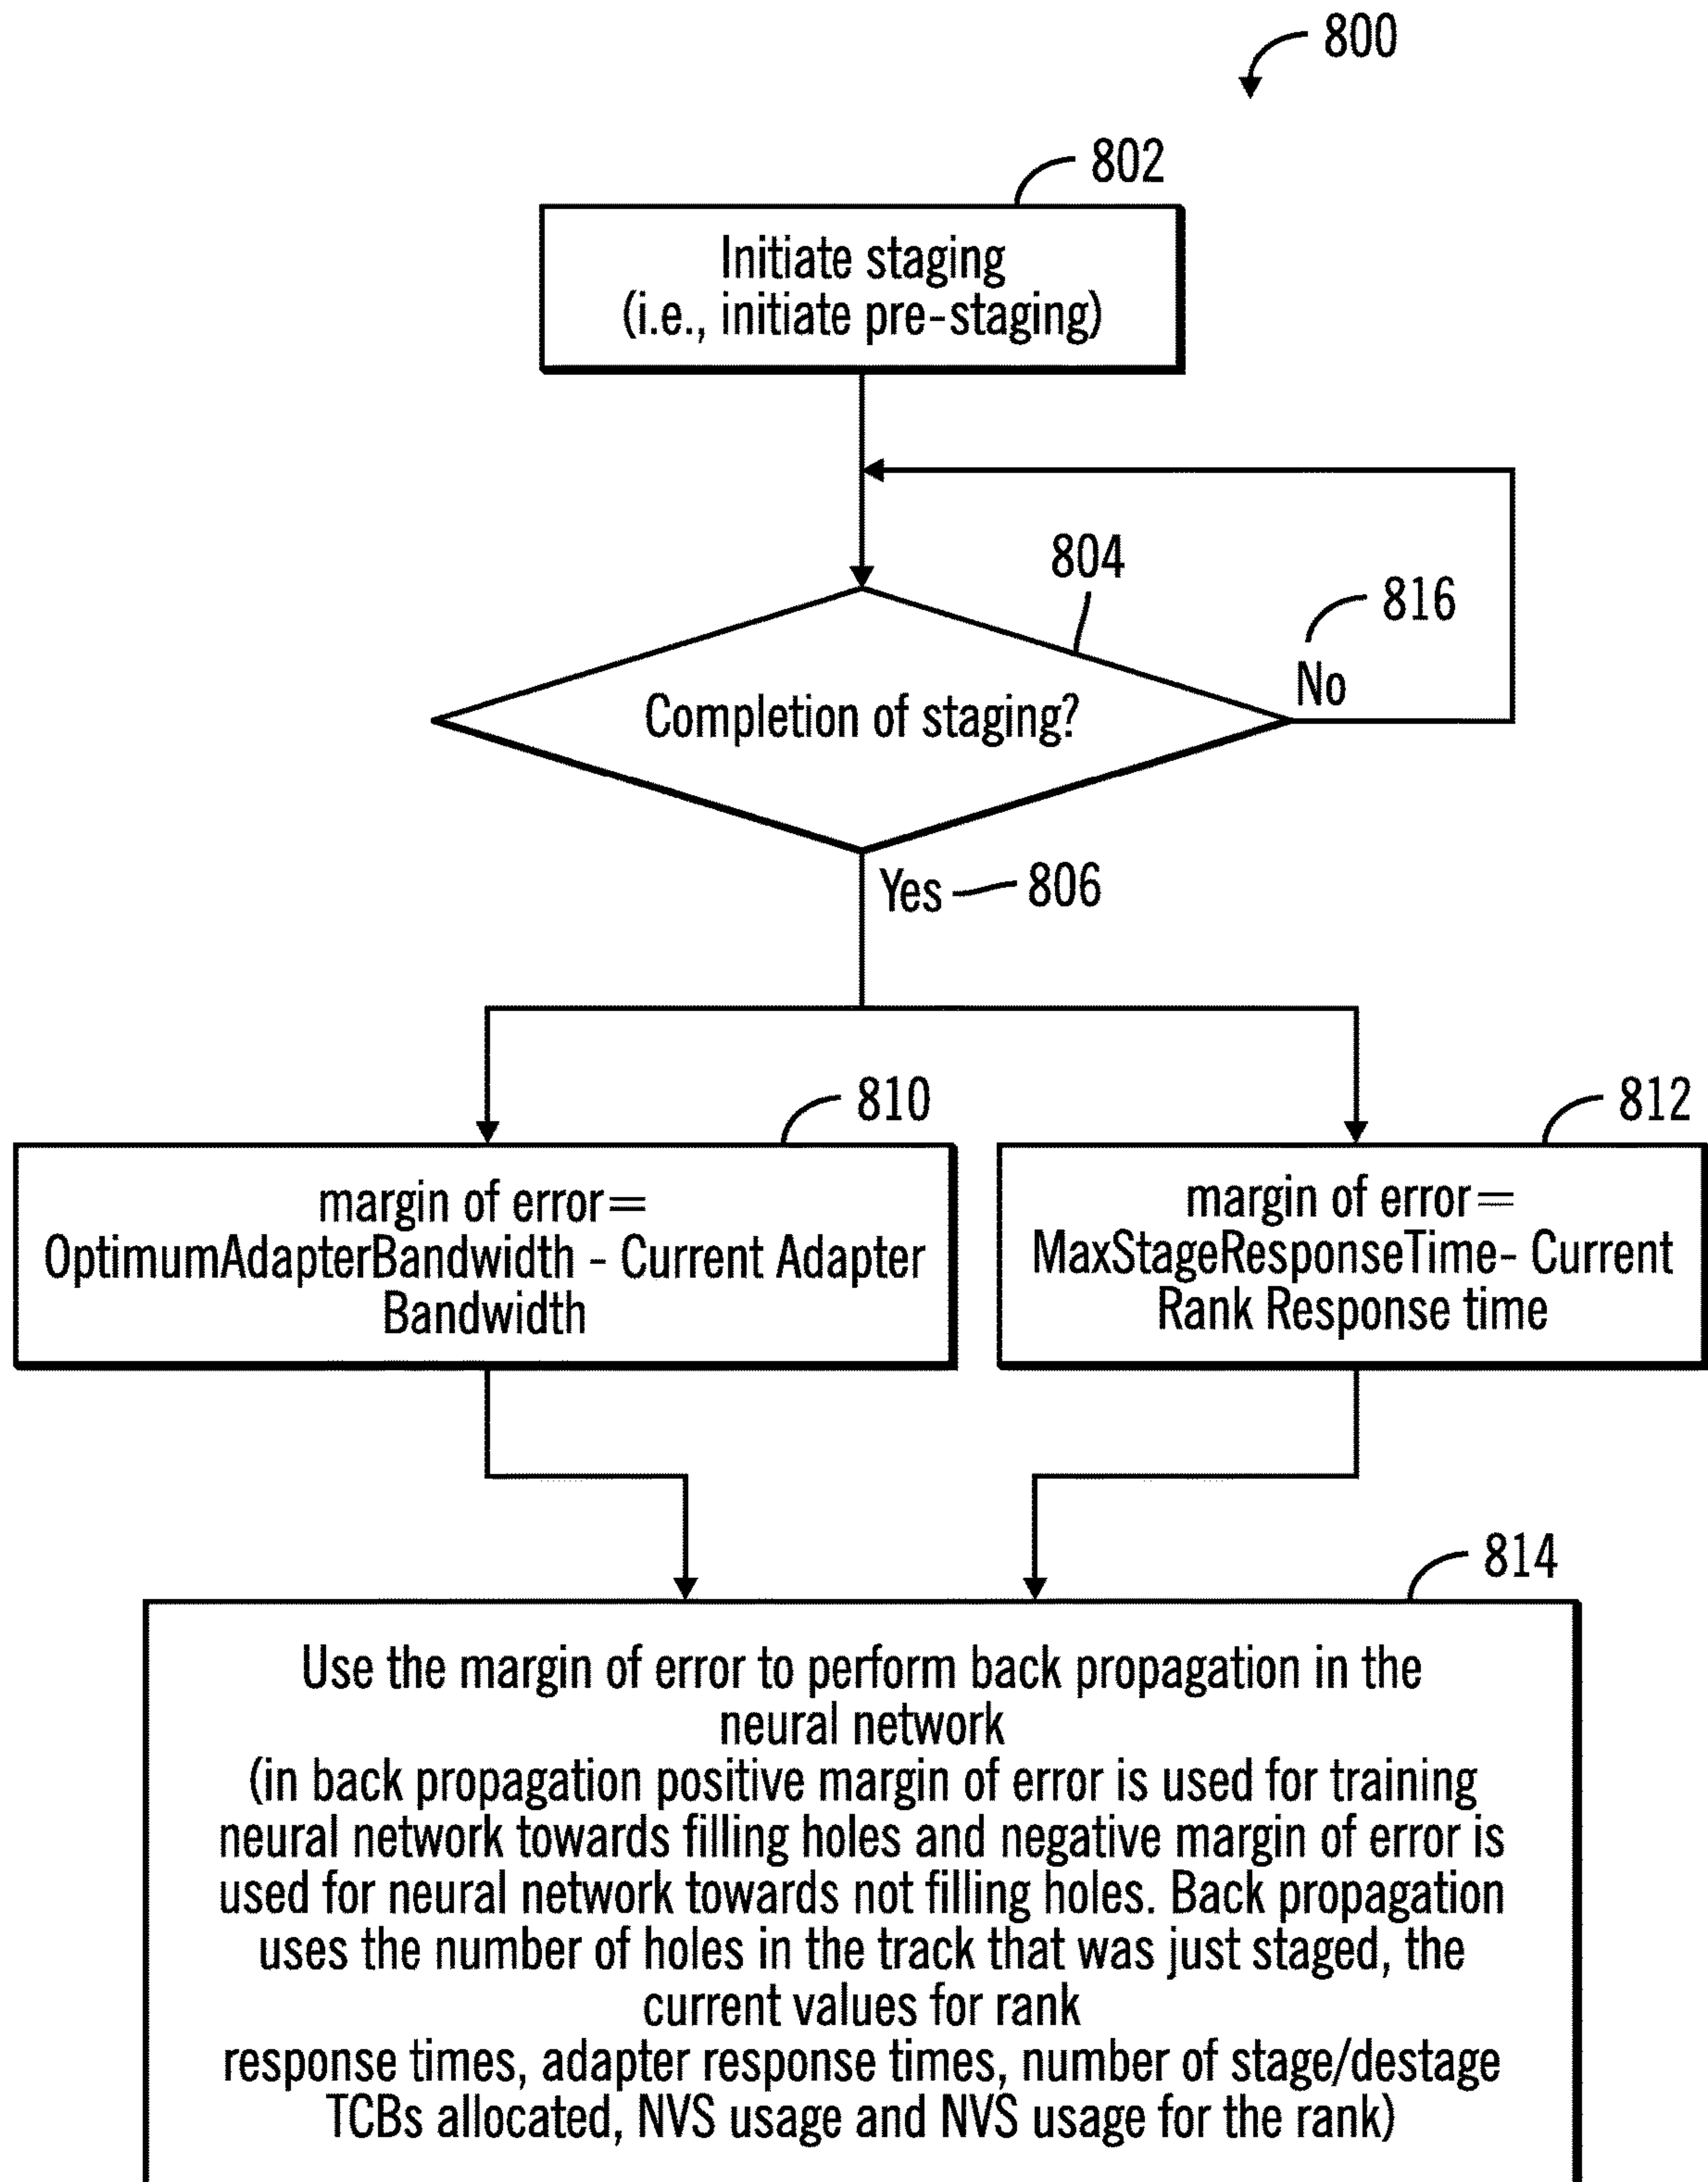 800
802
Initiate staging
(i.e., initiate pre-staging)
804
816
No
Completion of staging?
Yes
806
810
812
margin of error=
OptimumAdapterBandwidth - Current Adapter
Bandwidth
margin of error=
MaxStageResponseTime- Current
Rank Response time
814
Use the margin of error to perform back propagation in the
neural network
(in back propagation positive margin of error is used for training
neural network towards filling holes and negative margin of error is
used for neural network towards not filling holes. Back propagation
uses the number of holes in the track that was just staged, the
current values for rank
response times, adapter response times, number of stage/destage
TCBs allocated, NVS usage and NVS usage for the rank)